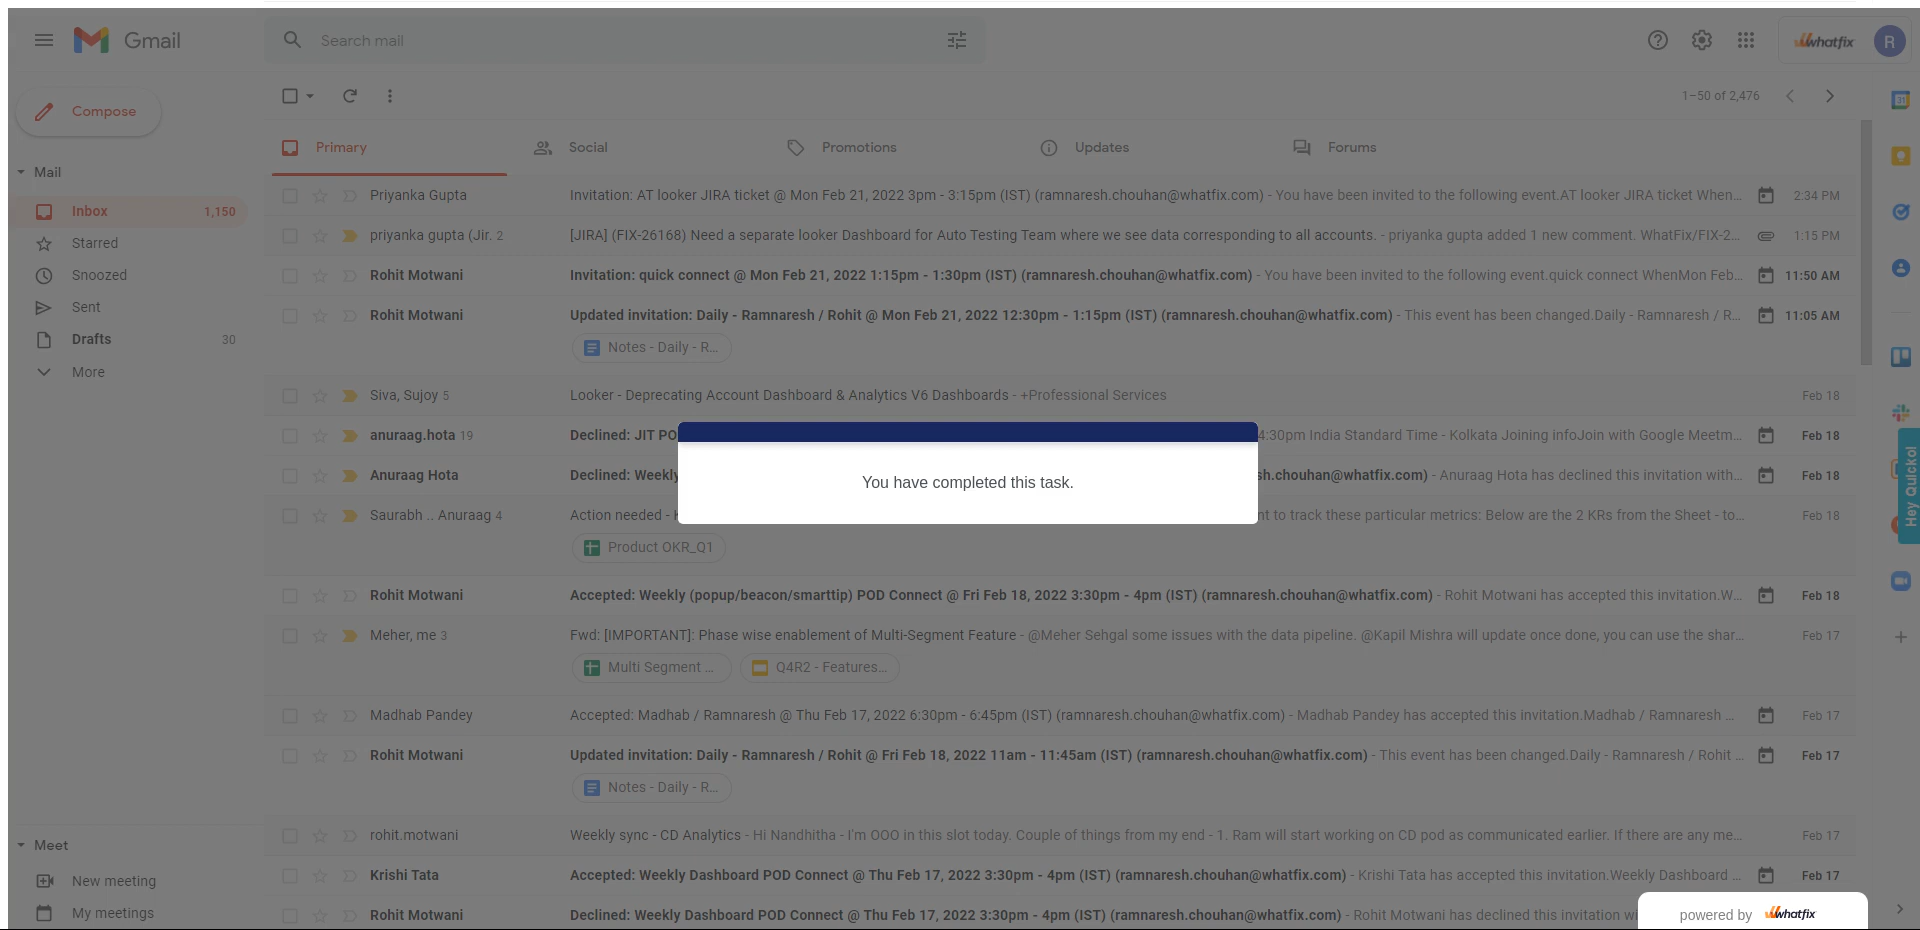 Gmail
Search mail
whatfix
R
Compose
1–50 of 2,476
Primary
Social
Promotions
Updates
Forums
Mail
Inbox 1,150
Starred
Snoozed
Sent
Drafts 30
More
Priyanka Gupta Invitation: AT looker JIRA ticket @ Mon Feb 21, 2022 3pm - 3:15pm (IST) (ramnaresh.chouhan@whatfix.com) - You have been invited to the following event.AT looker JIRA ticket When... 2:34 PM
priyanka gupta (Jir. 2 [JIRA] (FIX-26168) Need a separate looker Dashboard for Auto Testing Team where we see data corresponding to all accounts. - priyanka gupta added 1 new comment. WhatFix/FIX-2... 1:15 PM
Rohit Motwani Invitation: quick connect @ Mon Feb 21, 2022 1:15pm - 1:30pm (IST) (ramnaresh.chouhan@whatfix.com) - You have been invited to the following event.quick connect WhenMon Feb... 11:50 AM
Rohit Motwani Updated invitation: Daily - Ramnaresh / Rohit @ Mon Feb 21, 2022 12:30pm - 1:15pm (IST) (ramnaresh.chouhan@whatfix.com) - This event has been changed.Daily - Ramnaresh / R... 11:05 AM
Notes - Daily - R...
Siva, Sujoy 5 Looker - Deprecating Account Dashboard & Analytics V6 Dashboards - +Professional Services Feb 18
anuraag.hota 19 Declined: JIT PO 4:30pm India Standard Time - Kolkata Joining infoJoin with Google Meetm... Feb 18
Anuraag Hota Declined: Weekly sh.chouhan@whatfix.com) - Anuraag Hota has declined this invitation with... Feb 18
You have completed this task.
Saurabh .. Anuraag 4 Action needed - nt to track these particular metrics: Below are the 2 KRs from the Sheet - to... Feb 18
Product OKR_Q1
Rohit Motwani Accepted: Weekly (popup/beacon/smarttip) POD Connect @ Fri Feb 18, 2022 3:30pm - 4pm (IST) (ramnaresh.chouhan@whatfix.com) - Rohit Motwani has accepted this invitation.W... Feb 18
Meher, me 3 Fwd: [IMPORTANT]: Phase wise enablement of Multi-Segment Feature - @Meher Sehgal some issues with the data pipeline. @Kapil Mishra will update once done, you can use the shar... Feb 17
Multi Segment ... Q4R2 - Features...
Madhab Pandey Accepted: Madhab / Ramnaresh @ Thu Feb 17, 2022 6:30pm - 6:45pm (IST) (ramnaresh.chouhan@whatfix.com) - Madhab Pandey has accepted this invitation.Madhab / Ramnaresh ... Feb 17
Rohit Motwani Updated invitation: Daily - Ramnaresh / Rohit @ Fri Feb 18, 2022 11am - 11:45am (IST) (ramnaresh.chouhan@whatfix.com) - This event has been changed.Daily - Ramnaresh / Rohit ... Feb 17
Notes - Daily - R...
rohit.motwani Weekly sync - CD Analytics - Hi Nandhitha - I'm OOO in this slot today. Couple of things from my end - 1. Ram will start working on CD pod as communicated earlier. If there are any me... Feb 17
Krishi Tata Accepted: Weekly Dashboard POD Connect @ Thu Feb 17, 2022 3:30pm - 4pm (IST) (ramnaresh.chouhan@whatfix.com) - Krishi Tata has accepted this invitation.Weekly Dashboard ... Feb 17
Rohit Motwani Declined: Weekly Dashboard POD Connect @ Thu Feb 17, 2022 3:30pm - 4pm (IST) (ramnaresh.chouhan@whatfix.com) - Rohit Motwani has declined this invitation wi
Meet
New meeting
My meetings
31
Hey Quicko!
powered by whatfix